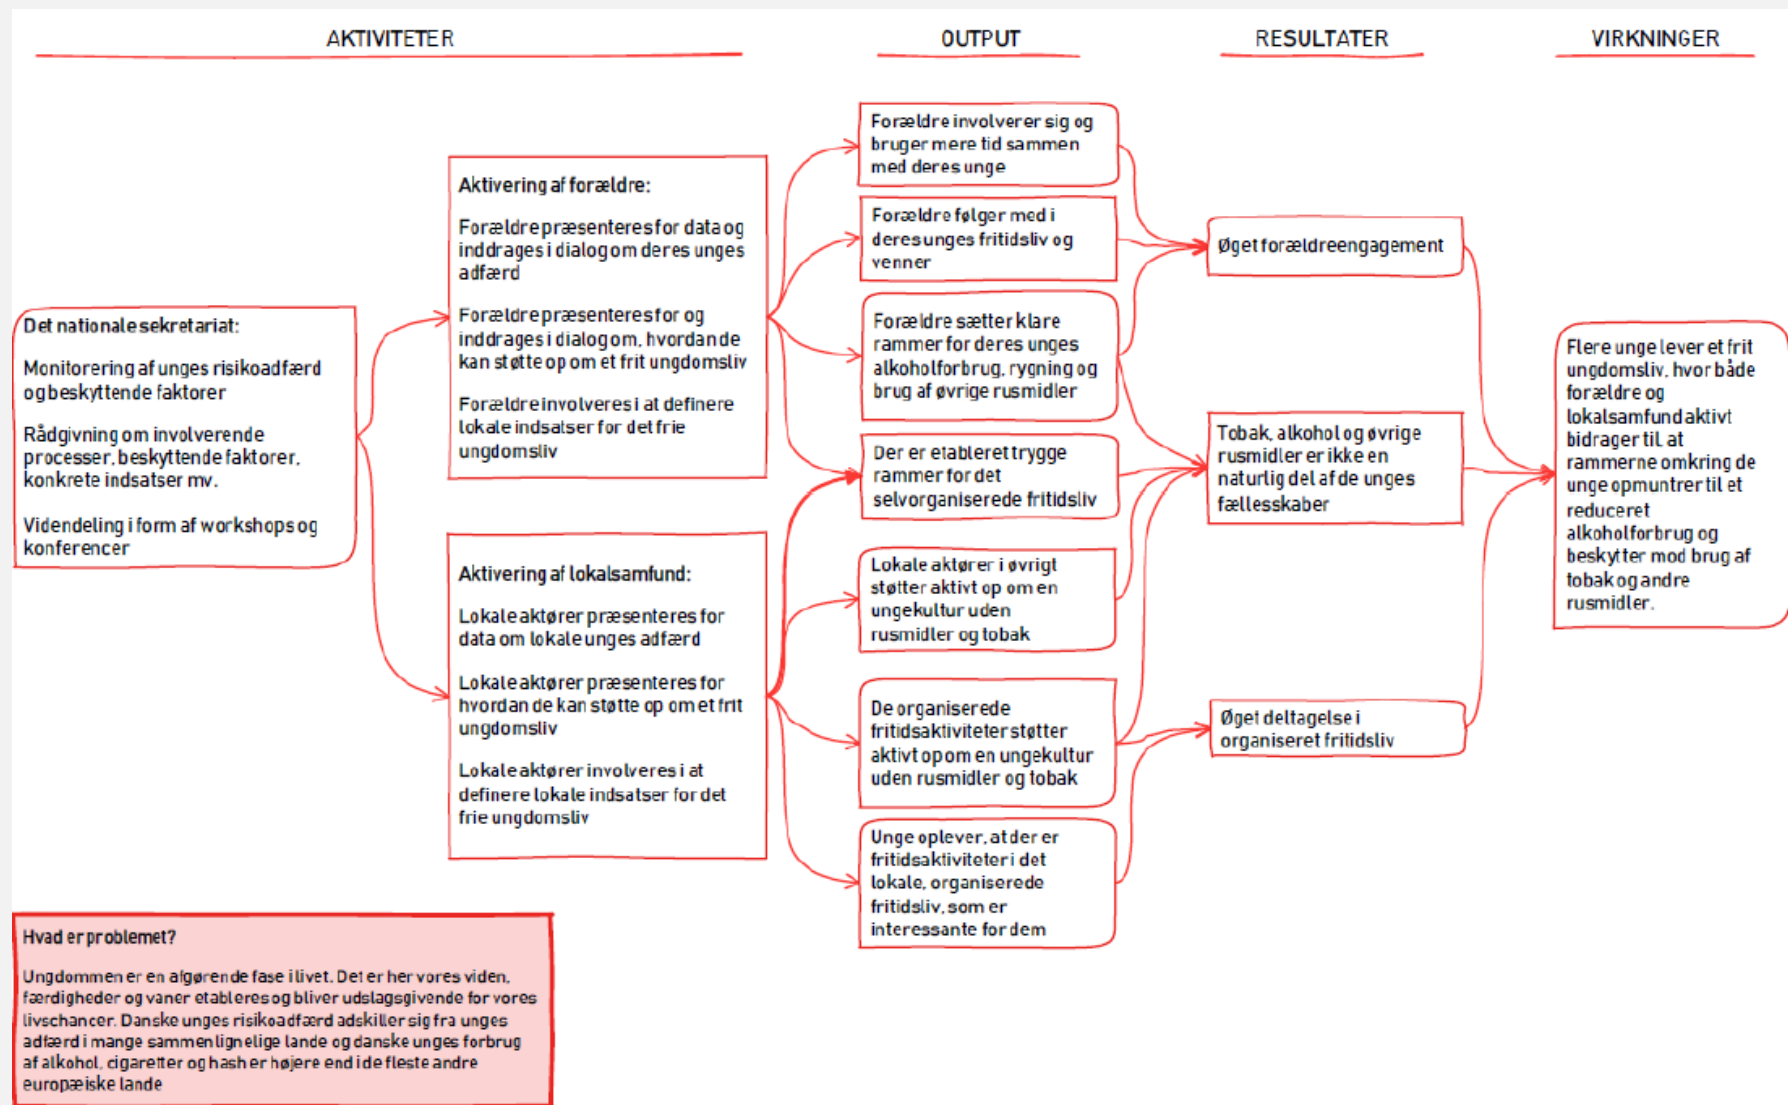 AKTIVITETER
OUTPUT
RESULTATER
VIRKNINGER
Det nationale sekretariat:
Monitorering af unges risikoadfærd
og beskyttende faktorer
Rådgivning om involverende
processer, beskyttende faktorer,
konkrete indsatser mv.
Videndeling i form af workshops og
konferencer
Aktivering af forældre:
Forældre præsenteres for data og
inddrages i dialog om deres unges
adfærd
Forældre præsenteres for og
inddrages i dialog om, hvordan de
kan støtte op om et frit ungdomsliv
Forældre involveres i at definere
lokale indsatser for det frie
ungdomsliv
Aktivering af lokalsamfund:
Lokale aktører præsenteres for
data om lokale unges adfærd
Lokale aktører præsenteres for
hvordan de kan støtte op om et frit
ungdomsliv
Lokale aktører involveres i at
definere lokale indsatser for det
frie ungdomsliv
Forældre involverer sig og
bruger mere tid sammen
med deres unge
Forældre følger med i
deres unges fritidsliv og
venner
Forældre sætter klare
rammer for deres unges
alkoholforbrug, rygning og
brug af øvrige rusmidler
Der er etableret trygge
rammer for det
selvorganiserede fritidsliv
Lokale aktører i øvrigt
støtter aktivt op om en
ungekultur uden
rusmidler og tobak
De organiserede
fritidsaktiviteter støtter
aktivt op om en ungekultur
uden rusmidler og tobak
Unge oplever, at der er
fritidsaktiviteter i det
lokale, organiserede
fritidsliv, som er
interessante for dem
Øget forældreengagement
Tobak, alkohol og øvrige
rusmidler er ikke en
naturlig del af de unges
fællesskaber
Øget deltagelse i
organiseret fritidsliv
Flere unge lever et frit
ungdomsliv, hvor både
forældre og
lokalsamfund aktivt
bidrager til, at
rammerne omkring de
unge opmuntrer til et
reduceret
alkoholforbrug og
beskytter mod brug af
tobak og andre
rusmidler.
Hvad er problemet?
Ungdommen er en afgørende fase i livet. Det er her vores viden,
færdigheder og vaner etableres og bliver udslagsgivende for vores
livschancer. Danske unges risikoadfærd adskiller sig fra unges
adfærd i mange sammenlignelige lande og danske unges forbrug
af alkohol, cigaretter og hash er højere end i de fleste andre
europæiske lande